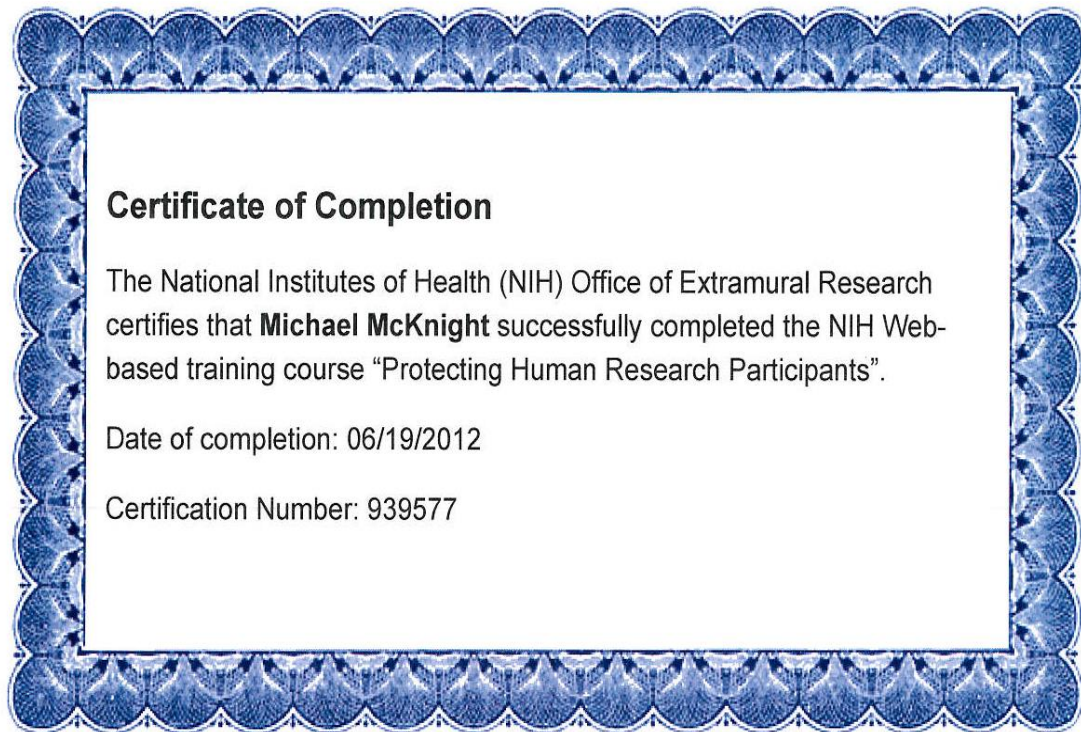 Certificate of Completion
The National Institutes of Health (NIH) Office of Extramural Research
certifies that Michael McKnight successfully completed the NIH Web-
based training course “Protecting Human Research Participants”.
Date of completion: 06/19/2012
Certification Number: 939577